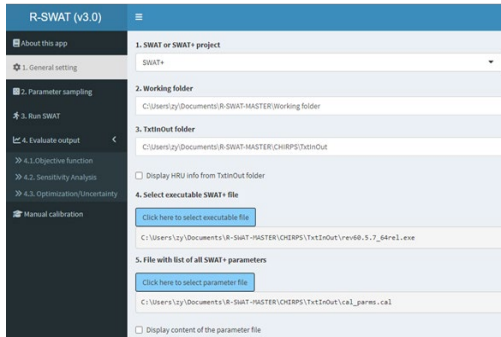 R-SWAT (v3.0)
About this app
1. General setting
2. Parameter sampling
3. Run SWAT
4. Evaluate output
4.1.Objective function
4.2. Sensitivity Analysis
4.3. Optimization/Uncertainty
Manual calibration
1. SWAT or SWAT+ project
SWAT+
2. Working folder
C:\Users\zy\Documents\R-SWAT-MASTER\Working folder
3. TxtInOut folder
C:\Users\zy\Documents\R-SWAT-MASTER\CHIRPS\TxtInOut
Display HRU info from TxtInOut folder
4. Select executable SWAT+ file
Click here to select executable file
C:\Users\zy\Documents\R-SWAT-MASTER\CHIRPS\TxtInOut\rev60.5.7_64rel.exe
5. File with list of all SWAT+ parameters
Click here to select parameter file
C:\Users\zy\Documents\R-SWAT-MASTER\CHIRPS\TxtInOut\cal_parms.cal
Display content of the parameter file